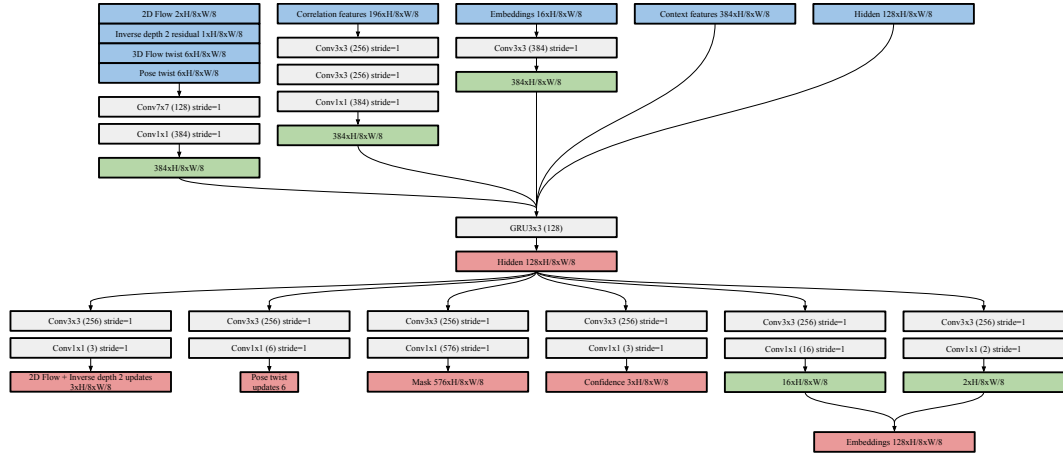 2D Flow 2xH/8xW/8
Inverse depth 2 residual 1xH/8xW/8
3D Flow twist 6xH/8xW/8
Pose twist 6xH/8xW/8
Conv7x7 (128) stride=1
Conv1x1 (384) stride=1
384xH/8xW/8
Correlation features 196xH/8xW/8
Conv3x3 (256) stride=1
Conv3x3 (256) stride=1
Conv1x1 (384) stride=1
384xH/8xW/8
Embeddings 16xH/8xW/8
Conv3x3 (384) stride=1
384xH/8xW/8
Context features 384xH/8xW/8
Hidden 128xH/8xW/8
GRU3x3 (128)
Hidden 128xH/8xW/8
Conv3x3 (256) stride=1
Conv1x1 (3) stride=1
2D Flow + Inverse depth 2 updates
3xH/8xW/8
Conv3x3 (256) stride=1
Conv1x1 (6) stride=1
Pose twist
updates 6
Conv3x3 (256) stride=1
Conv1x1 (576) stride=1
Mask 576xH/8xW/8
Conv3x3 (256) stride=1
Conv1x1 (3) stride=1
Confidence 3xH/8xW/8
Conv3x3 (256) stride=1
Conv1x1 (16) stride=1
16xH/8xW/8
Conv3x3 (256) stride=1
Conv1x1 (2) stride=1
2xH/8xW/8
Embeddings 128xH/8xW/8